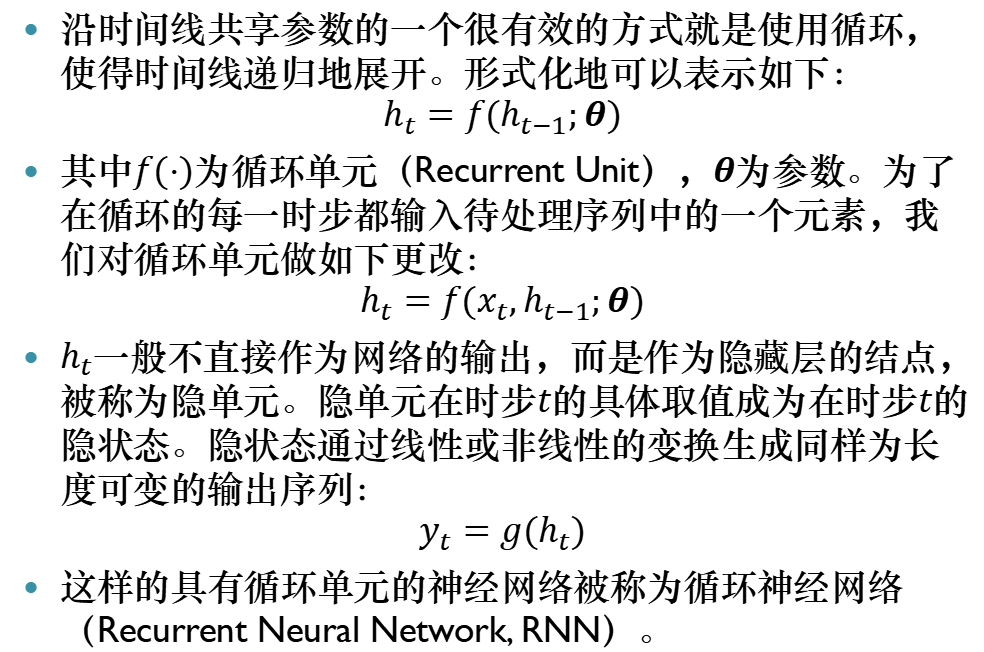 • 沿时间线共享参数的一个很有效的方式就是使用循环，
使得时间线递归地展开。形式化地可以表示如下：
hₜ = f(hₜ₋₁; θ)
• 其中f(·)为循环单元（Recurrent Unit），θ为参数。为了
在循环的每一时步都输入待处理序列中的一个元素，我
们对循环单元做如下更改：
hₜ = f(xₜ, hₜ₋₁; θ)
• hₜ一般不直接作为网络的输出，而是作为隐藏层的结点，
被称为隐单元。隐单元在时步t的具体取值成为在时步t的
隐状态。隐状态通过线性或非线性的变换生成同样为长
度可变的输出序列：
yₜ = g(hₜ)
• 这样的具有循环单元的神经网络被称为循环神经网络
（Recurrent Neural Network, RNN）。